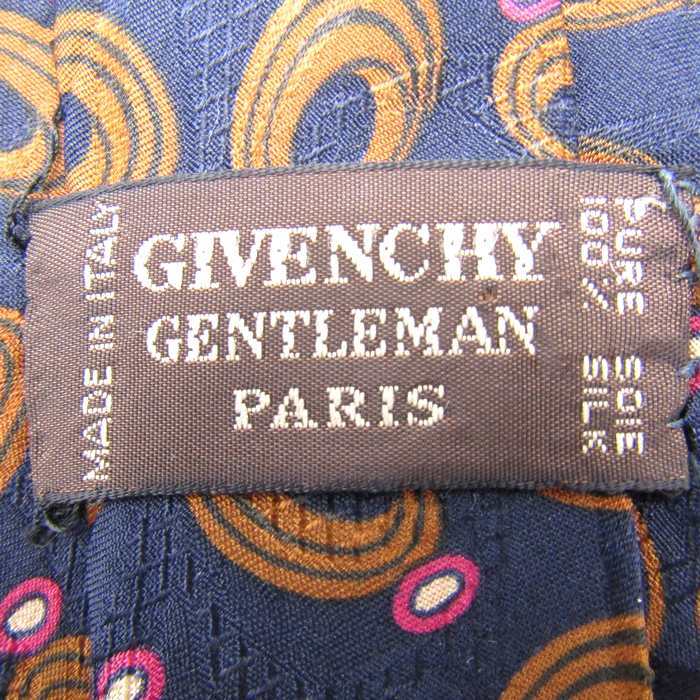 MADE IN ITALY
GIVENCHY
GENTLEMAN
PARIS
100% SILK
PURE SOIE